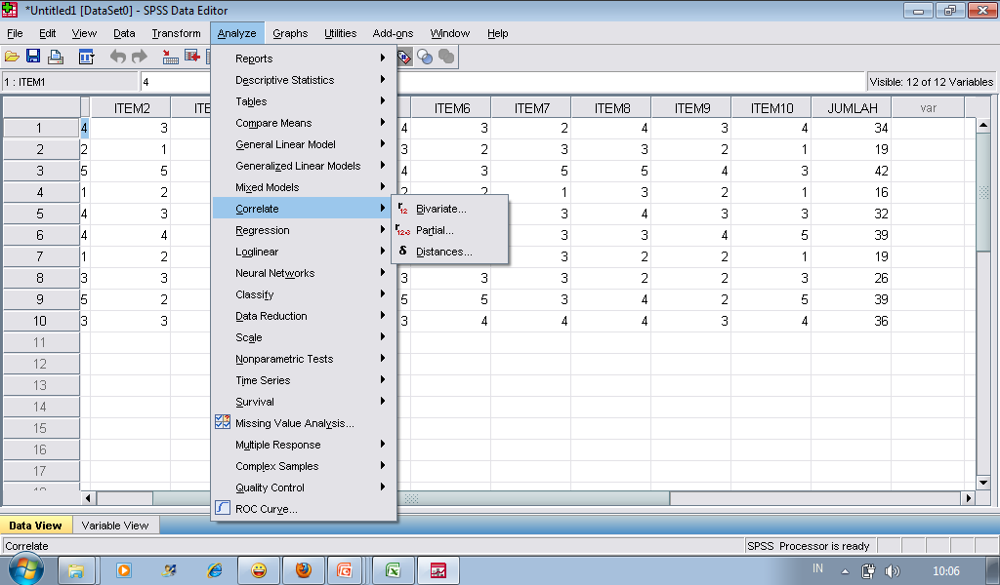 *Untitled1 [DataSet0] - SPSS Data Editor
File Edit View Data Transform Analyze Graphs Utilities Add-ons Window Help
1 : ITEM1 4 Visible: 12 of 12 Variables
ITEM2 ITE ITEM6 ITEM7 ITEM8 ITEM9 ITEM10 JUMLAH var
1 4 3 4 3 2 4 3 4 34
2 2 1 3 2 3 3 2 1 19
3 5 5 4 3 5 5 4 3 42
4 1 2 2 2 1 3 2 1 16
5 4 3 3 4 3 3 32
6 4 4 3 3 4 5 39
7 1 2 3 2 2 1 19
8 3 3 3 3 3 2 2 3 26
9 5 2 5 5 3 4 2 5 39
10 3 3 3 4 4 4 3 4 36
11
12
13
14
15
16
17
Reports
Descriptive Statistics
Tables
Compare Means
General Linear Model
Generalized Linear Models
Mixed Models
Correlate
Regression
Loglinear
Neural Networks
Classify
Data Reduction
Scale
Nonparametric Tests
Time Series
Survival
Missing Value Analysis...
Multiple Response
Complex Samples
Quality Control
ROC Curve...
r12 Bivariate...
r12•3 Partial...
δ Distances...
Data View Variable View
Correlate SPSS Processor is ready
IN 10:06